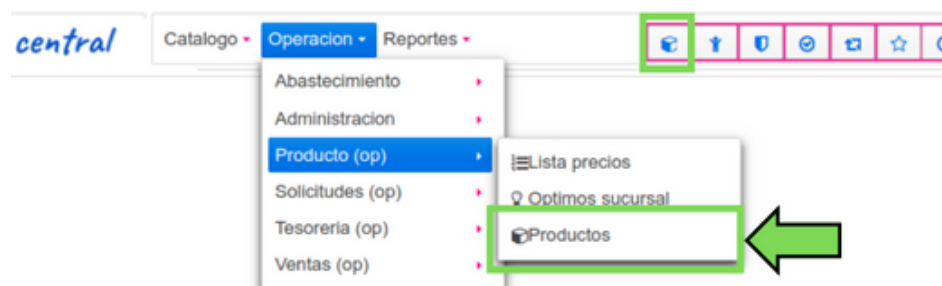 central
Catalogo Operacion Reportes
Abastecimiento
Administracion
Producto (op)
Lista precios
Solicitudes (op)
Optimos sucursal
Tesoreria (op)
Productos
Ventas (op)